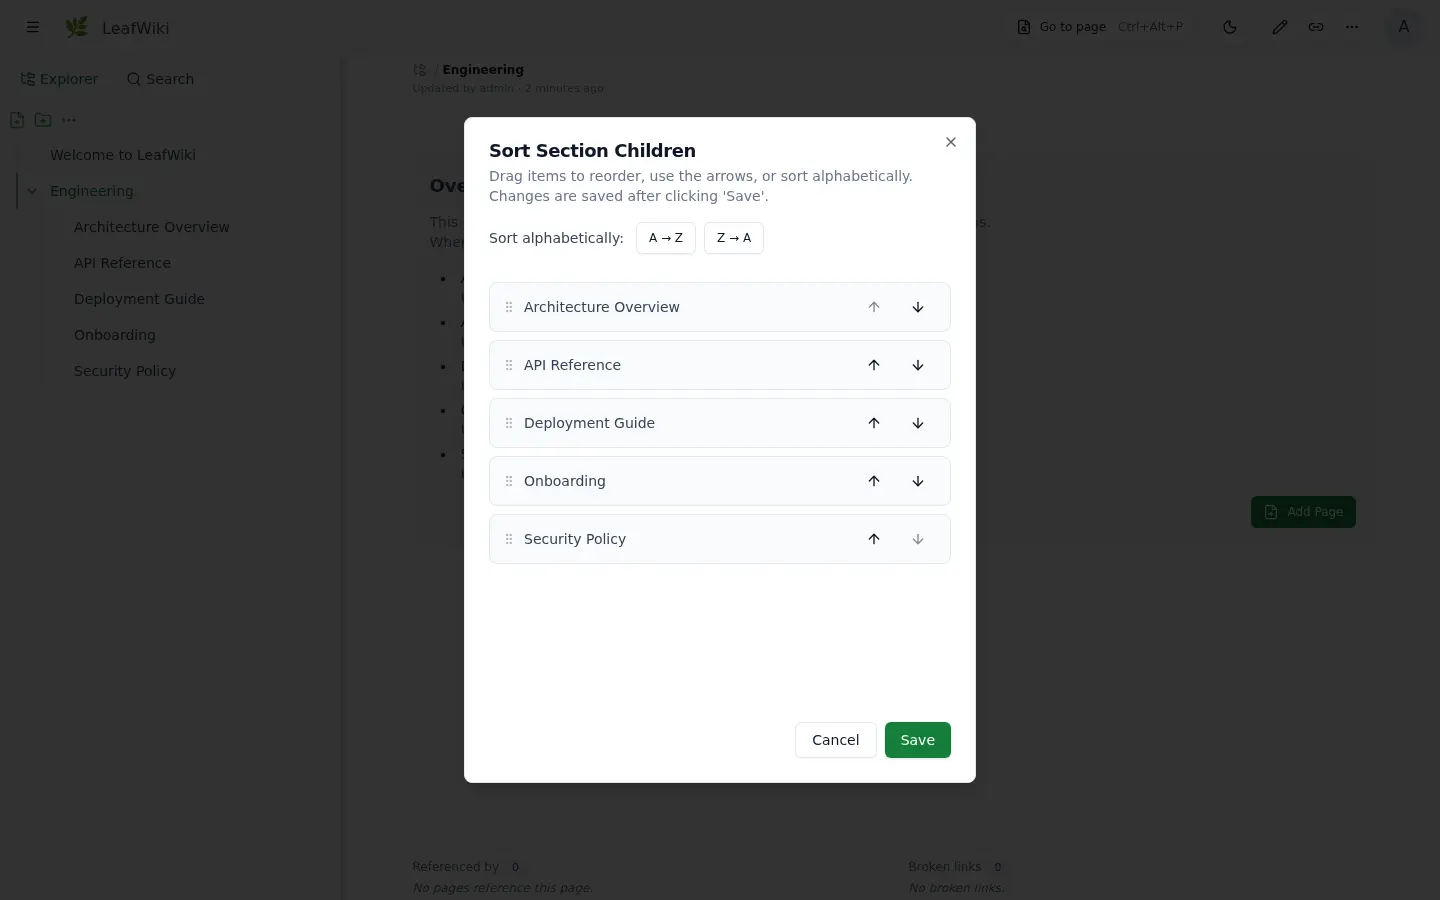 LeafWiki
Go to page Ctrl+Alt+P
A
Explorer
Search
Engineering
Updated by admin · 2 minutes ago
Welcome to LeafWiki
Engineering
Architecture Overview
API Reference
Deployment Guide
Onboarding
Security Policy
Sort Section Children
Drag items to reorder, use the arrows, or sort alphabetically.
Changes are saved after clicking 'Save'.
Sort alphabetically:
A → Z
Z → A
Architecture Overview
API Reference
Deployment Guide
Onboarding
Security Policy
Cancel
Save
This
Add Page
Referenced by 0
No pages reference this page.
Broken links 0
No broken links.